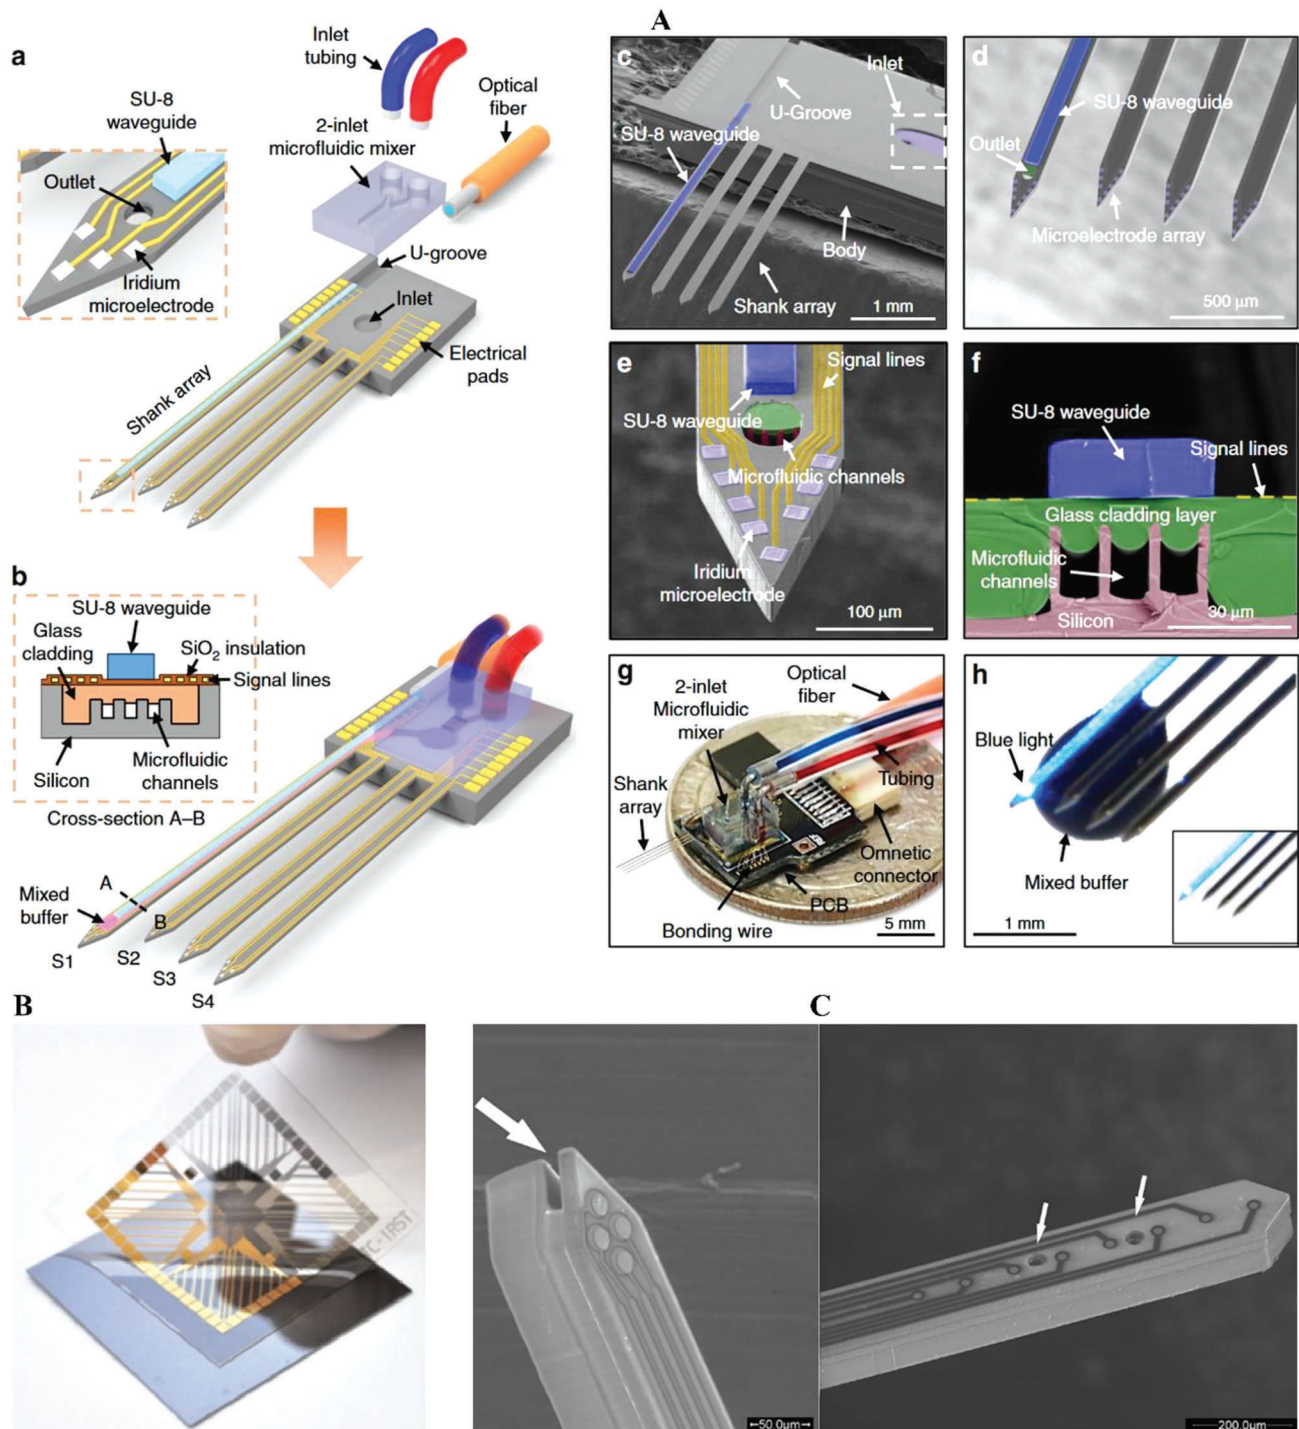 A
a
Inlet
tubing
SU-8
waveguide
2-inlet
microfluidic mixer
Optical
fiber
Outlet
Iridium
microelectrode
U-groove
Inlet
Electrical
pads
Shank array
b
SU-8 waveguide
Glass
cladding
SiO2 insulation
Signal lines
Silicon
Microfluidic
channels
Cross-section A–B
Mixed
buffer
A
B
S1
S2
S3
S4
c
Inlet
U-Groove
SU-8 waveguide
Body
Shank array
1 mm
d
SU-8 waveguide
Outlet
Microelectrode array
500 µm
e
Signal lines
SU-8 waveguide
Microfluidic channels
Iridium
microelectrode
100 µm
f
SU-8 waveguide
Signal lines
Glass cladding layer
Microfluidic
channels
Silicon
30 µm
g
2-inlet
Microfluidic
mixer
Optical
fiber
Shank
array
Tubing
Omnetic
connector
PCB
Bonding wire
5 mm
h
Blue light
Mixed buffer
1 mm
B
C
50.0um
200.0um